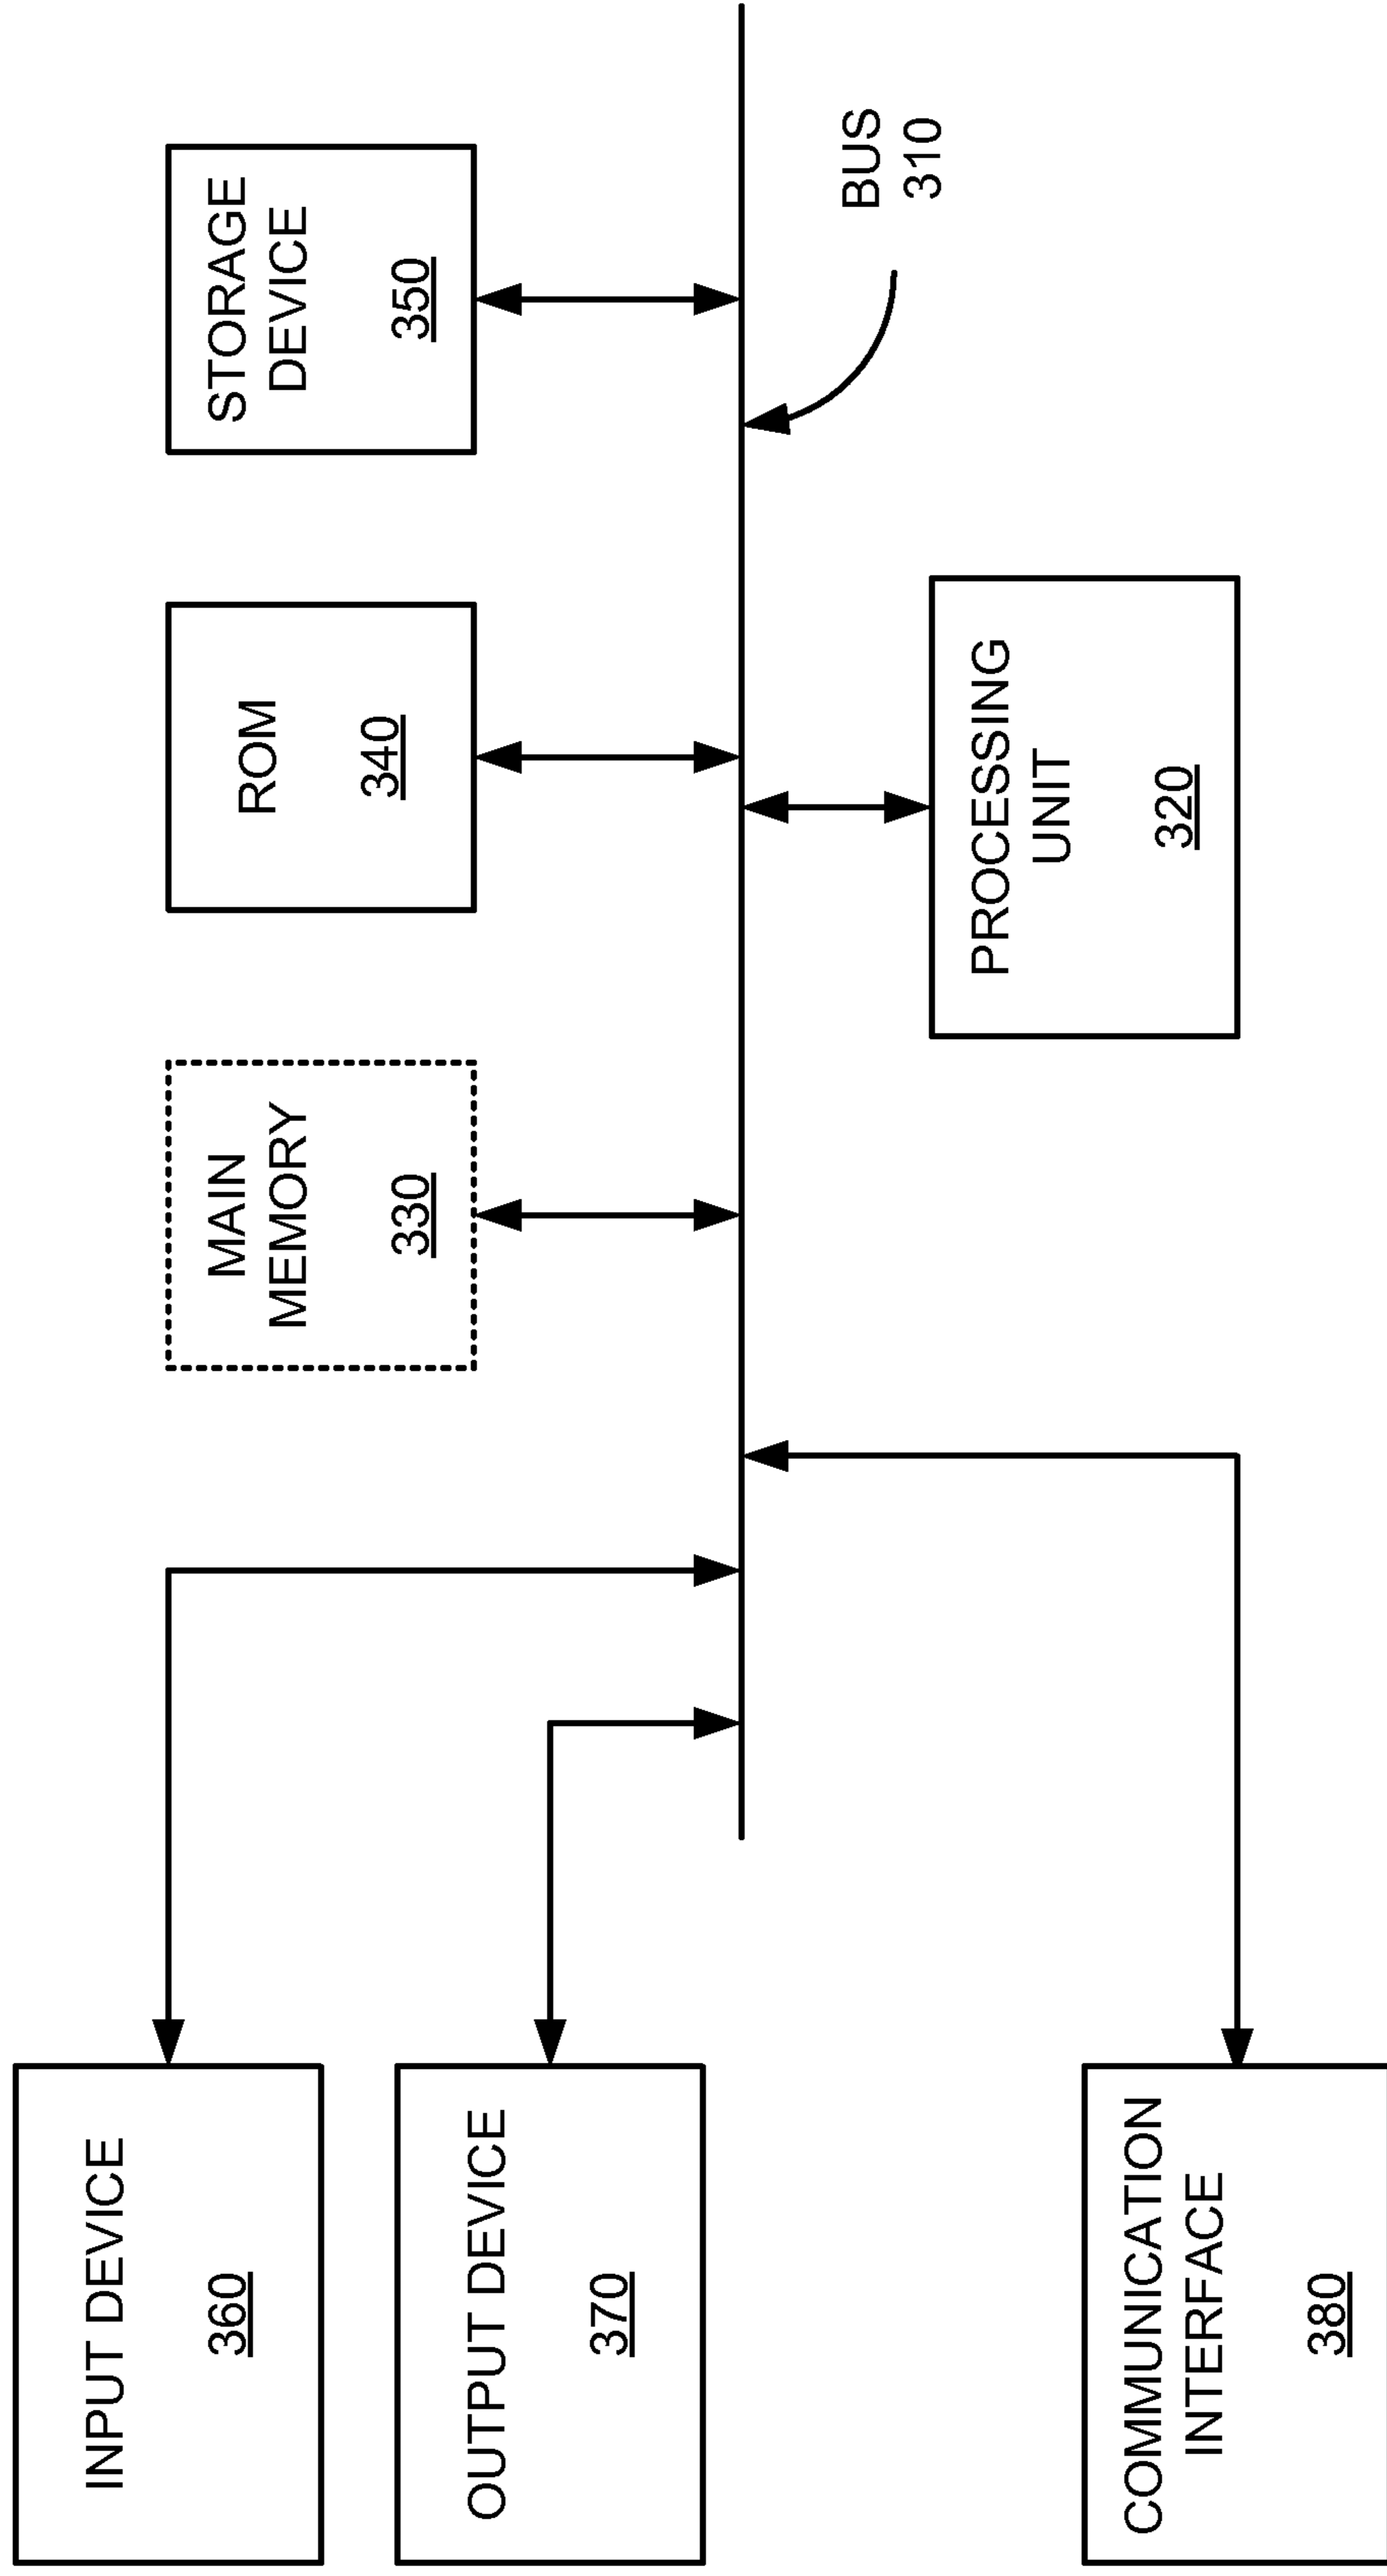 INPUT DEVICE
360
OUTPUT DEVICE
370
COMMUNICATION
INTERFACE
380
MAIN
MEMORY
330
ROM
340
STORAGE
DEVICE
350
PROCESSING
UNIT
320
BUS
310